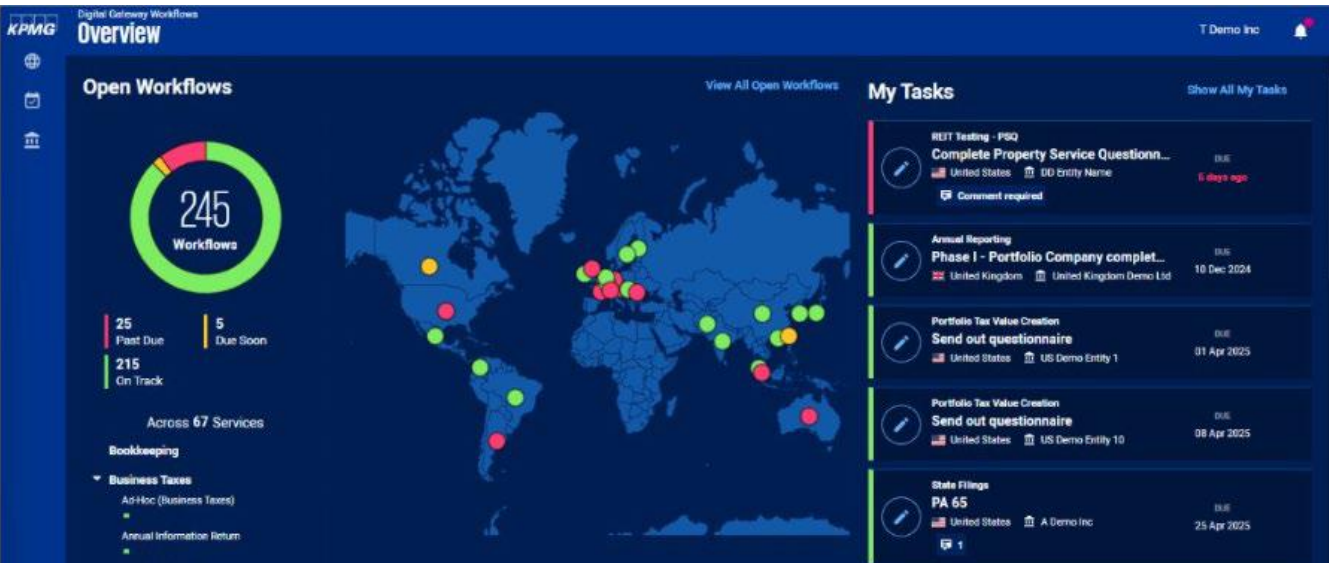 KPMG
Digital Gateway Workflows
Overview
T Demo Inc
Open Workflows
View All Open Workflows
245
Workflows
25
Past Due
5
Due Soon
215
On Track
Across 67 Services
Bookkeeping
Business Taxes
Ad-Hoc (Business Taxes)
Annual Information Return
My Tasks
Show All My Tasks
REIT Testing - PSQ
Complete Property Service Questionn...
United States DD Entity Name
Comment required
DUE
5 days ago
Annual Reporting
Phase I - Portfolio Company complet...
United Kingdom United Kingdom Demo Ltd
DUE
10 Dec 2024
Portfolio Tax Value Creation
Send out questionnaire
United States US Demo Entity 1
DUE
01 Apr 2025
Portfolio Tax Value Creation
Send out questionnaire
United States US Demo Entity 10
DUE
08 Apr 2025
State Filings
PA 65
United States A Demo Inc
1
DUE
25 Apr 2025